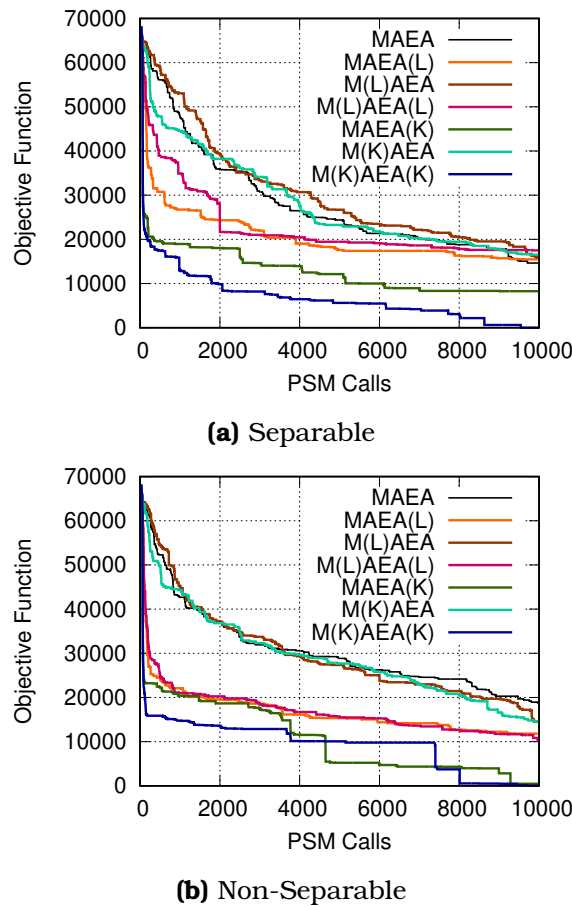 70000
60000
50000
40000
30000
20000
10000
0
Objective Function
MAEA
MAEA(L)
M(L)AEA
M(L)AEA(L)
MAEA(K)
M(K)AEA
M(K)AEA(K)
0 2000 4000 6000 8000 10000
PSM Calls
(a) Separable
70000
60000
50000
40000
30000
20000
10000
0
Objective Function
MAEA
MAEA(L)
M(L)AEA
M(L)AEA(L)
MAEA(K)
M(K)AEA
M(K)AEA(K)
0 2000 4000 6000 8000 10000
PSM Calls
(b) Non-Separable